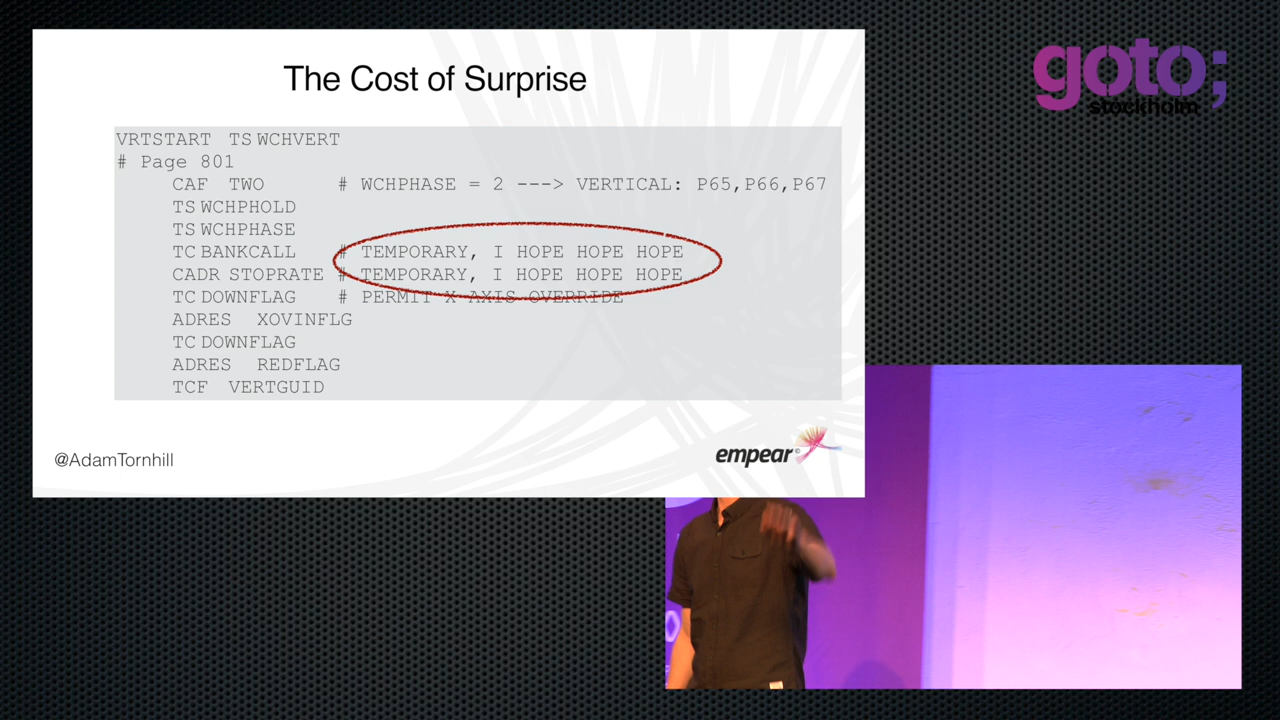 The Cost of Surprise
VRTSTART TS WCHVERT
# Page 801
CAF TWO # WCHPHASE = 2 ---> VERTICAL: P65,P66,P67
TS WCHPHOLD
TS WCHPHASE
TC BANKCALL # TEMPORARY, I HOPE HOPE HOPE
CADR STOPRATE # TEMPORARY, I HOPE HOPE HOPE
TC DOWNFLAG # PERMIT X-AXIS OVERRIDE
ADRES XOVINFLG
TC DOWNFLAG
ADRES REDFLAG
TCF VERTGUID
@AdamTornhill
empear
goto;
stockholm